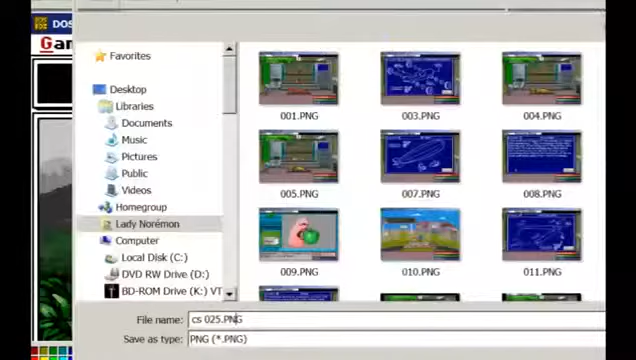 DOS
Ga
Favorites
Desktop
Libraries
Documents
Music
Pictures
Public
Videos
Homegroup
Lady Norémon
Computer
Local Disk (C:)
DVD RW Drive (D:)
BD-ROM Drive (K:) VT
001.PNG
003.PNG
004.PNG
005.PNG
007.PNG
008.PNG
009.PNG
010.PNG
011.PNG
File name: cs 025.PNG
Save as type: PNG (*.PNG)